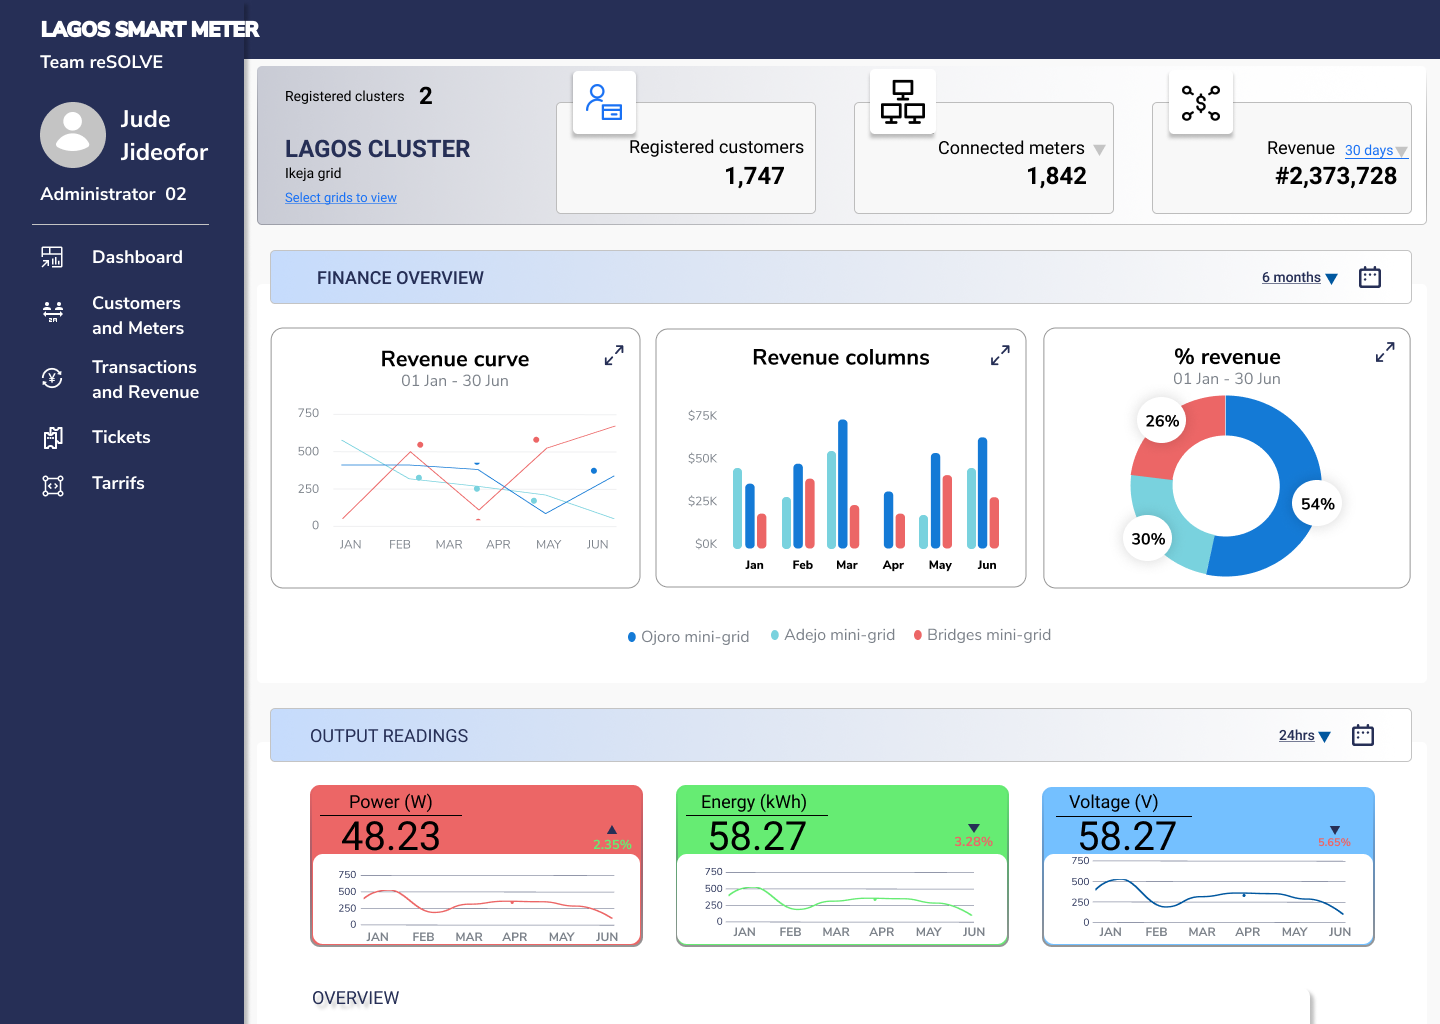 LAGOS SMART METER
Team reSOLVE
Jude
Jideofor
Administrator 02
Dashboard
Customers
and Meters
Transactions
and Revenue
Tickets
Tarrifs
Registered clusters 2
LAGOS CLUSTER
Ikeja grid
Select grids to view
Registered customers
1,747
Connected meters
1,842
Revenue 30 days
#2,373,728
FINANCE OVERVIEW
6 months
Revenue curve
01 Jan - 30 Jun
750
500
250
0
JAN FEB MAR APR MAY JUN
Revenue columns
$75K
$50K
$25K
$0K
Jan Feb Mar Apr May Jun
% revenue
01 Jan - 30 Jun
26%
54%
30%
Ojoro mini-grid Adejo mini-grid Bridges mini-grid
OUTPUT READINGS
24hrs
Power (W)
48.23
2.35%
750
500
250
0
JAN FEB MAR APR MAY JUN
Energy (kWh)
58.27
3.28%
750
500
250
0
JAN FEB MAR APR MAY JUN
Voltage (V)
58.27
5.65%
750
500
250
0
JAN FEB MAR APR MAY JUN
OVERVIEW